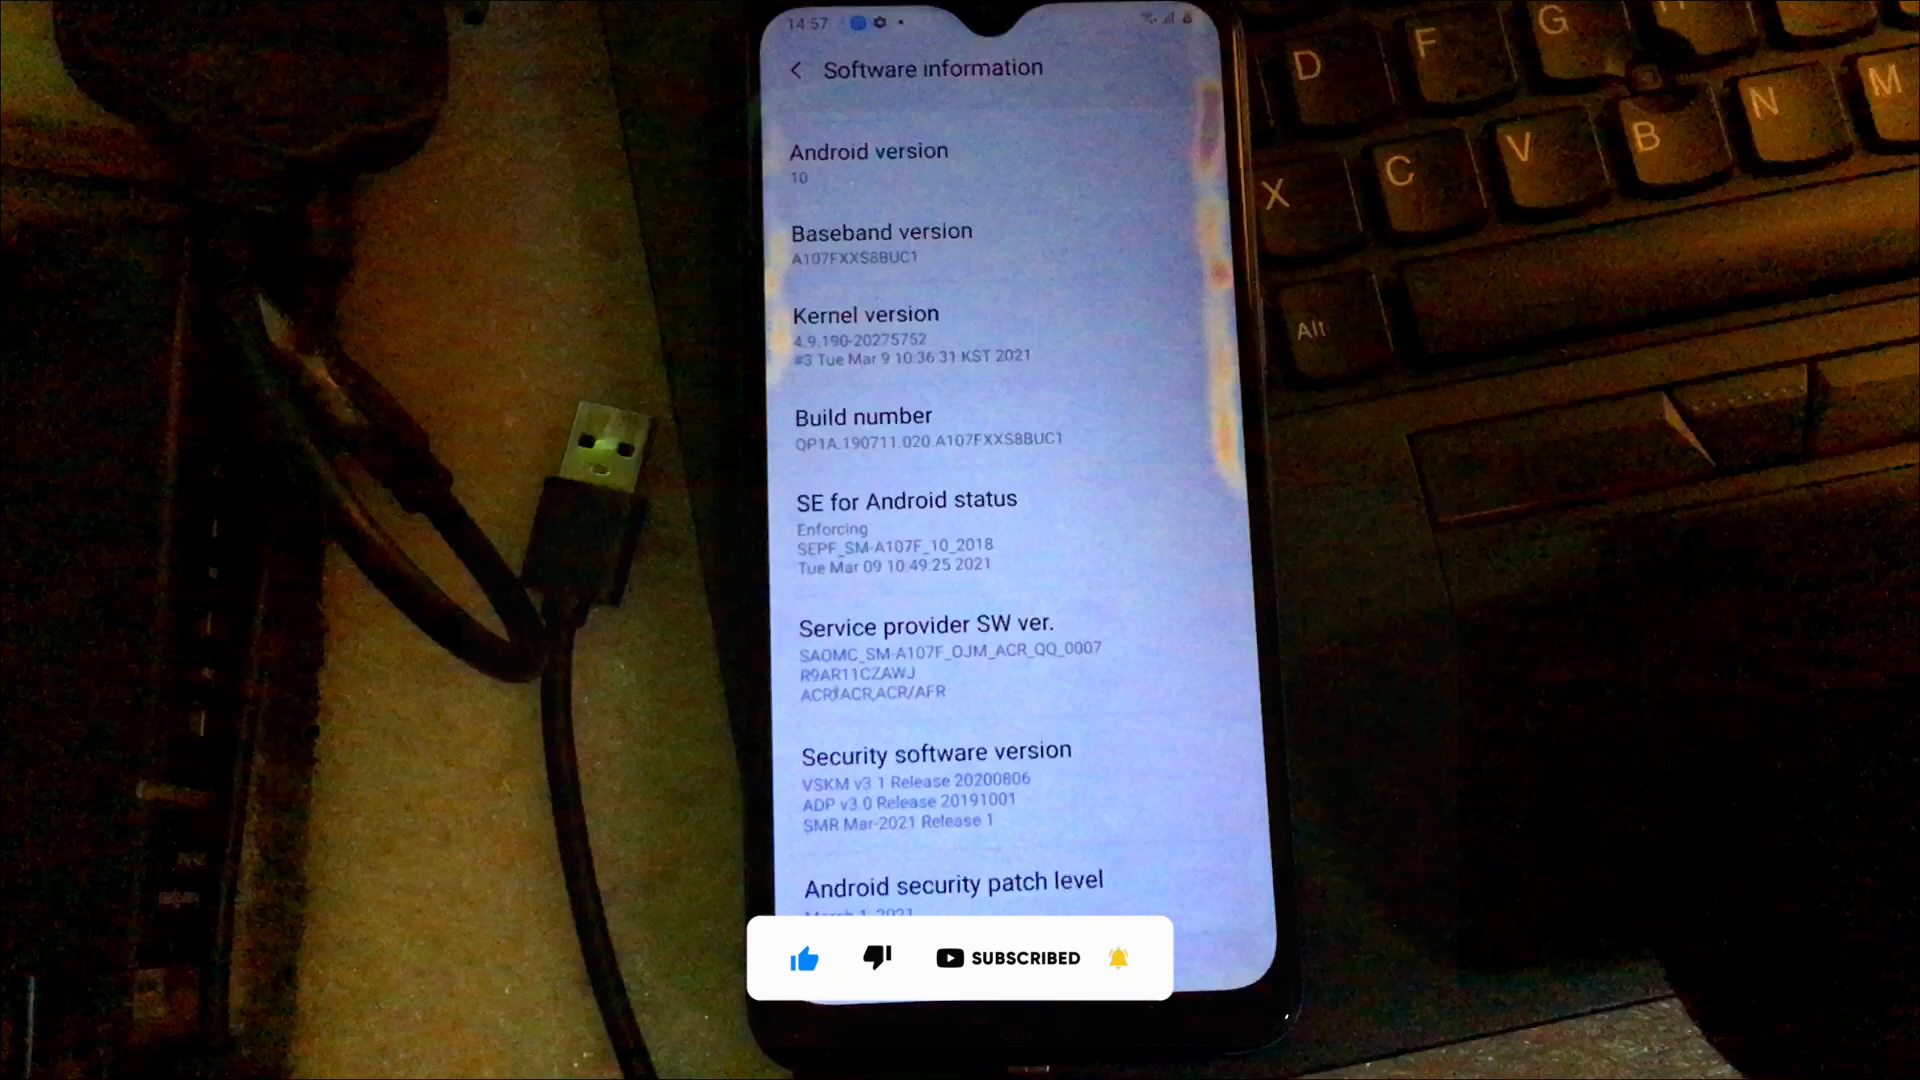 14:57
Software information
Android version
10
Baseband version
A107FXXS8BUC1
Kernel version
4.9.190-20275752
#3 Tue Mar 9 10:36:31 KST 2021
Build number
QP1A.190711.020.A107FXXS8BUC1
SE for Android status
Enforcing
SEPF_SM-A107F_10_2018
Tue Mar 09 10:49:25 2021
Service provider SW ver.
SAOMC_SM-A107F_OJM_ACR_QQ_0007
R9AR11CZAWJ
ACR/ACR,ACR/AFR
Security software version
VSKM v3.1 Release 20200806
ADP v3.0 Release 20191001
SMR Mar-2021 Release 1
Android security patch level
March 1, 2021
SUBSCRIBED
D F G
X C V B N M
Alt